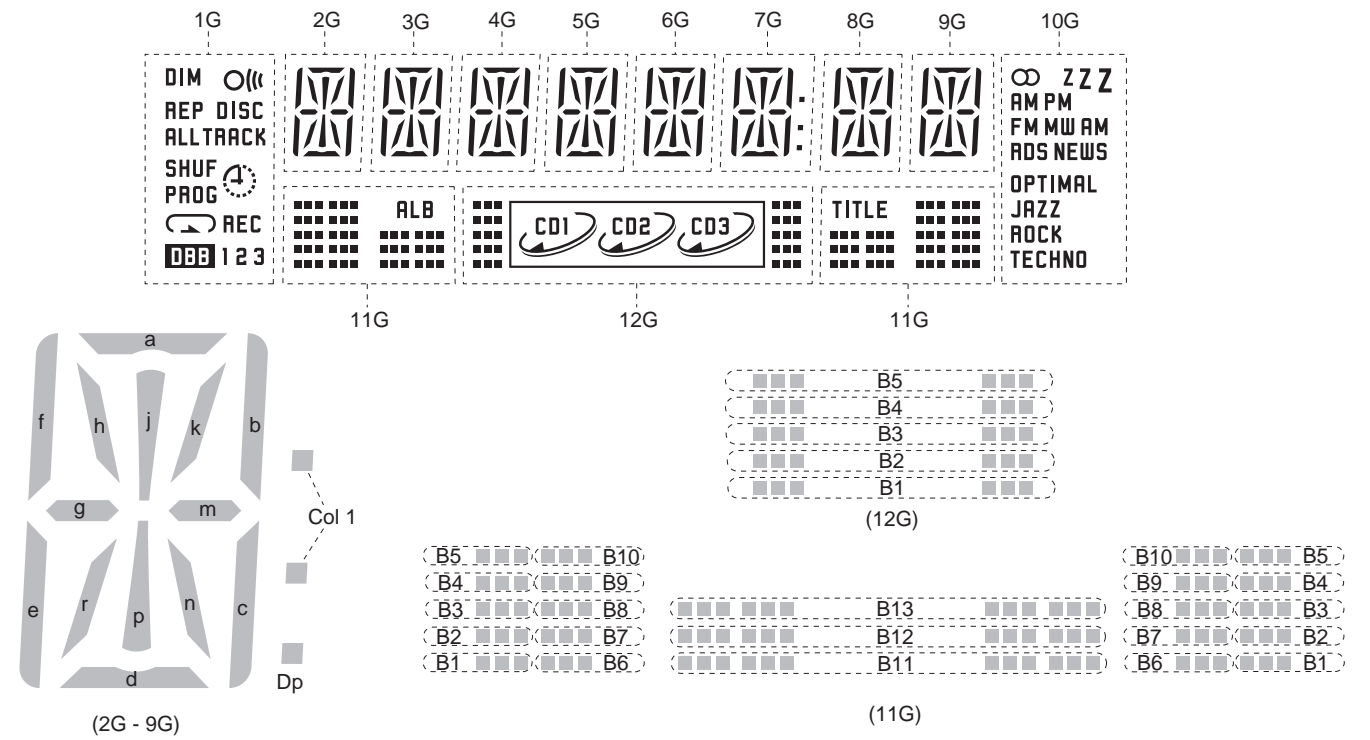 1G 2G 3G 4G 5G 6G 7G 8G 9G 10G
DIM
REP DISC
ALLTRACK
SHUF
PROG
REC
DBB 1 2 3
ALB
CD1 CD2 CD3
TITLE
Z Z Z
AM PM
FM MW AM
RDS NEWS
OPTIMAL
JAZZ
ROCK
TECHNO
11G 12G 11G
a
f h j k b
g m
e r p n c
d
Col 1
Dp
(2G - 9G)
B5
B4
B3
B2
B1
(12G)
B5 B10
B4 B9
B3 B8
B2 B7
B1 B6
B13
B12
B11
(11G)
B10 B5
B9 B4
B8 B3
B7 B2
B6 B1